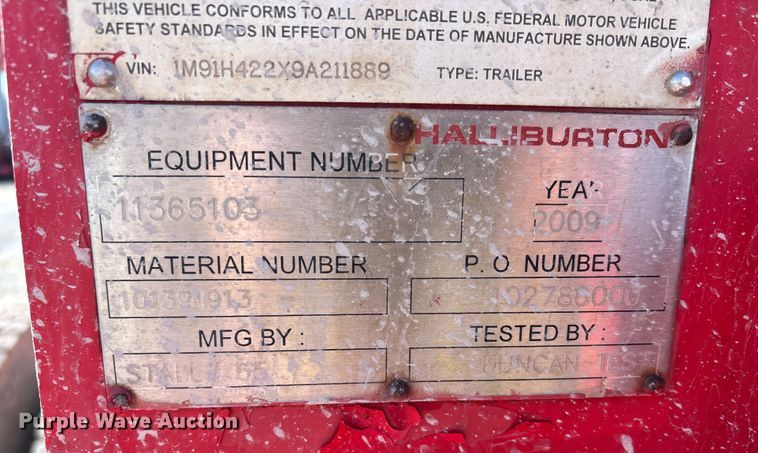 THIS VEHICLE CONFORMS TO ALL APPLICABLE U.S. FEDERAL MOTOR VEHICLE
SAFETY STANDARDS IN EFFECT ON THE DATE OF MANUFACTURE SHOWN ABOVE.
VIN: 1M91H422X9A211889 TYPE: TRAILER
HALLIBURTON
EQUIPMENT NUMBER
11365103
YEAR
2009
MATERIAL NUMBER
101391913
P.O NUMBER
MFG BY :
TESTED BY :
DUNCAN
Purple Wave Auction